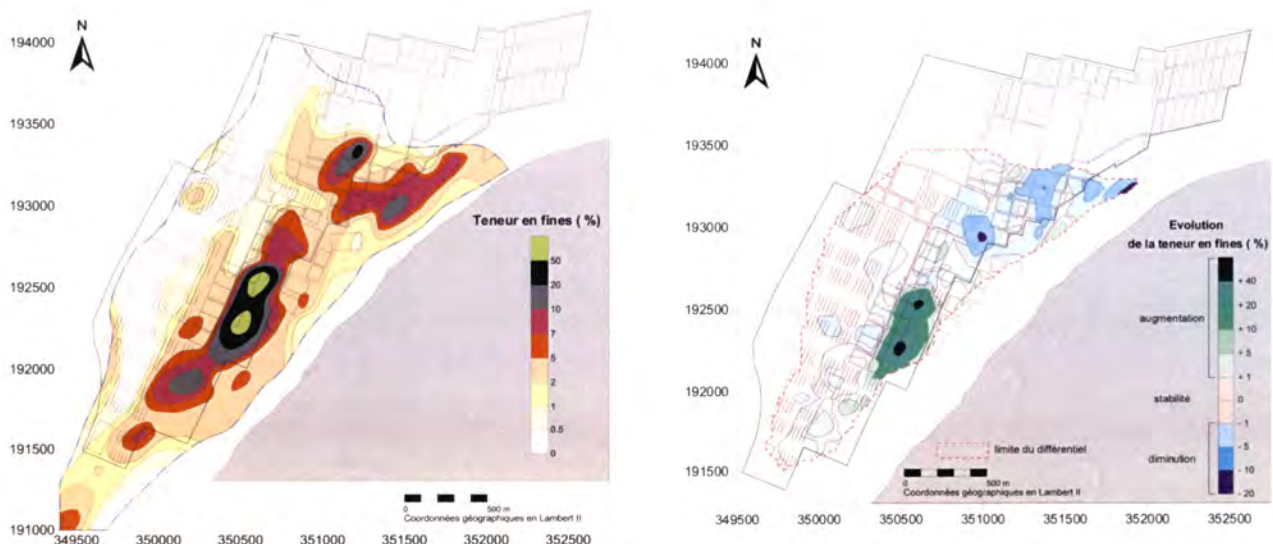 N
194000
193500
193000
192500
192000
191500
191000
349500 350000 350500 351000 351500 352000 352500
Teneur en fines ( %)
50
20
10
7
5
2
1
0.5
0
0 500 m
Coordonnées géographiques en Lambert II
N
194000
193500
193000
192500
192000
191500
349500 350000 350500 351000 351500 352000 352500
Evolution
de la teneur en fines ( %)
augmentation
stabilité
diminution
+ 40
+ 20
+ 10
+ 5
+ 1
0
- 1
- 5
- 10
- 20
limite du différentiel
0 500 m
Coordonnées géographiques en Lambert II